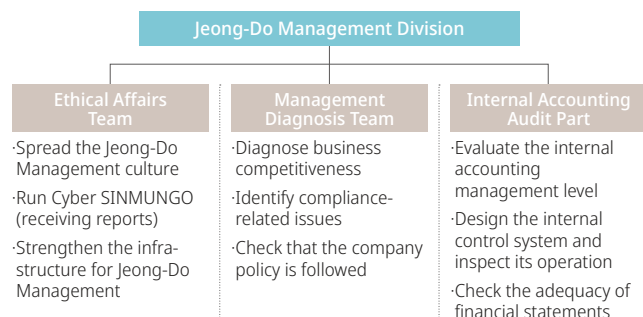 Jeong-Do Management Division
Ethical Affairs
Team
·Spread the Jeong-Do
Management culture
·Run Cyber SINMUNGO
(receiving reports)
·Strengthen the infra-
structure for Jeong-Do
Management
Management
Diagnosis Team
·Diagnose business
competitiveness
·Identify compliance-
related issues
·Check that the company
policy is followed
Internal Accounting
Audit Part
·Evaluate the internal
accounting
management level
·Design the internal
control system and
inspect its operation
·Check the adequacy of
financial statements